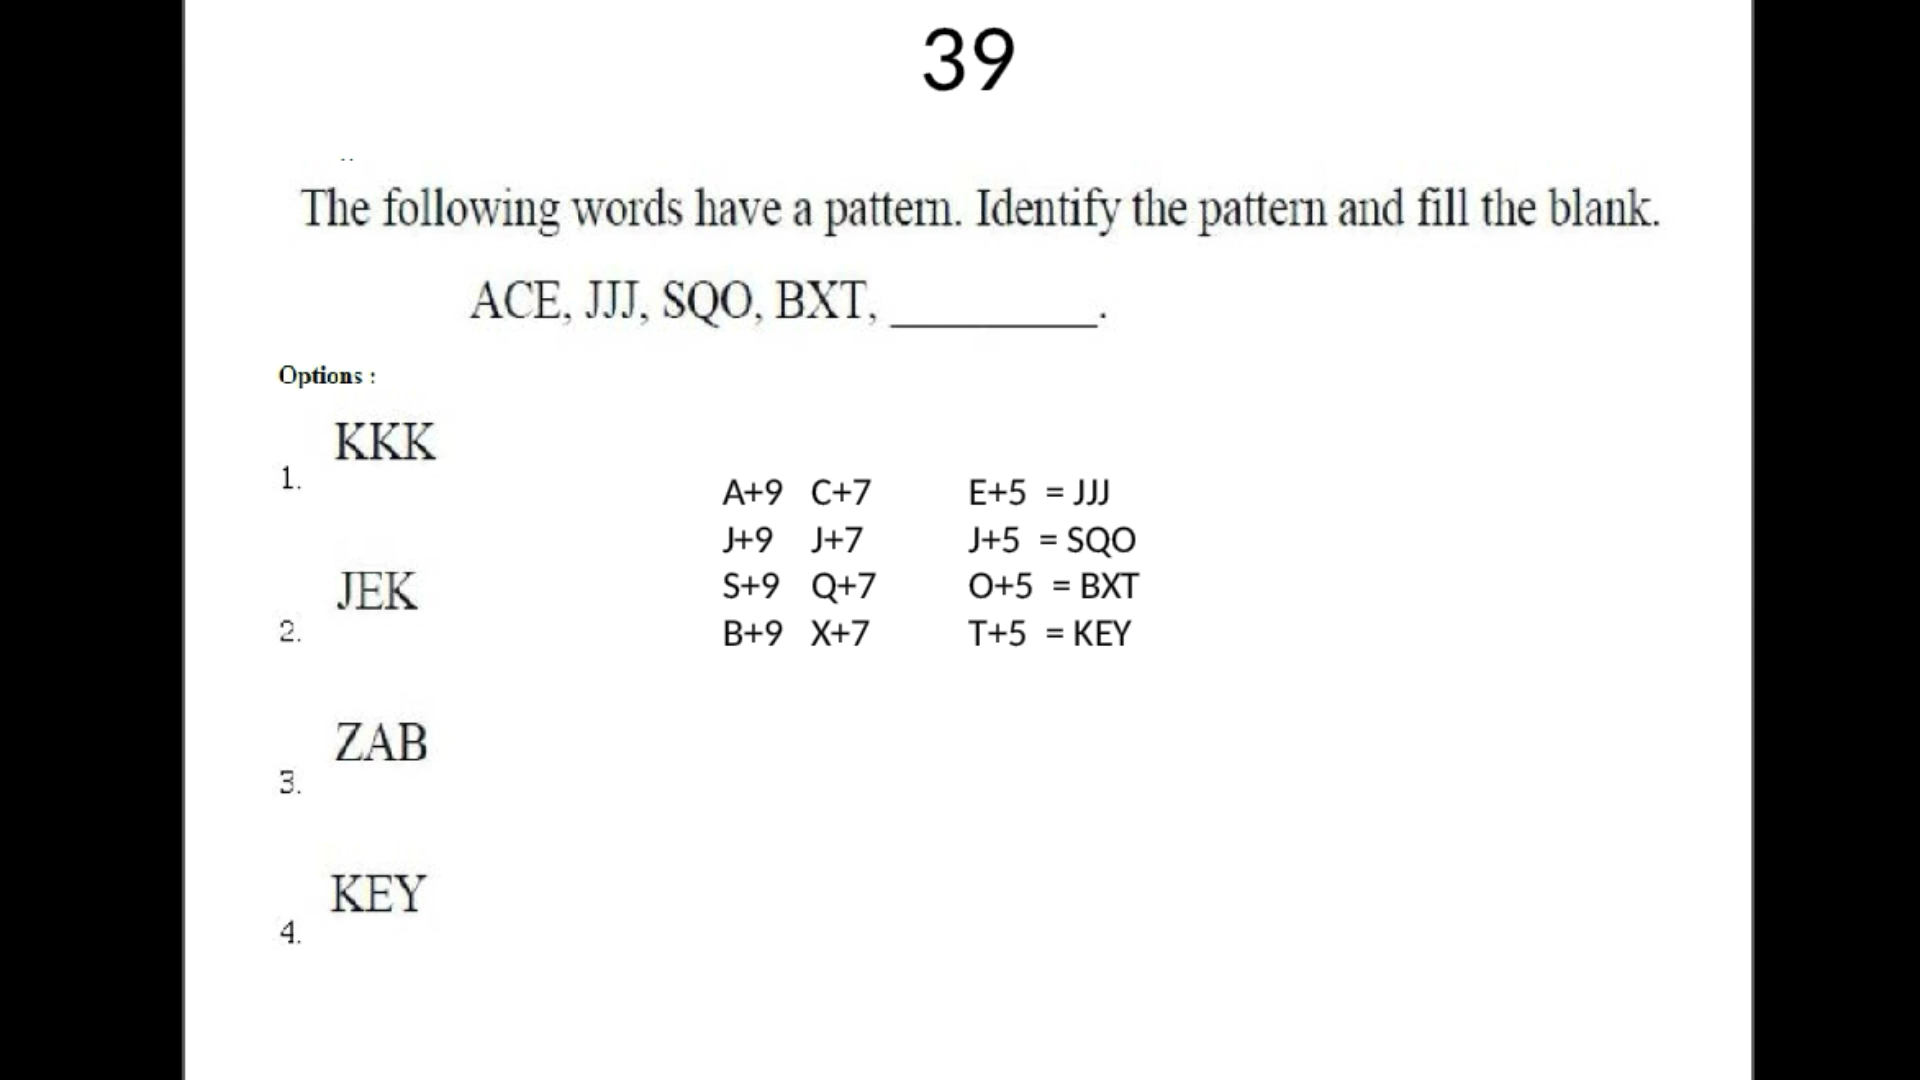 39
The following words have a pattern. Identify the pattern and fill the blank.
ACE, JJJ, SQO, BXT, _________.
Options :
KKK
1.
A+9 C+7 E+5 = JJJ
J+9 J+7 J+5 = SQO
JEK
S+9 Q+7 O+5 = BXT
2.
B+9 X+7 T+5 = KEY
ZAB
3.
KEY
4.